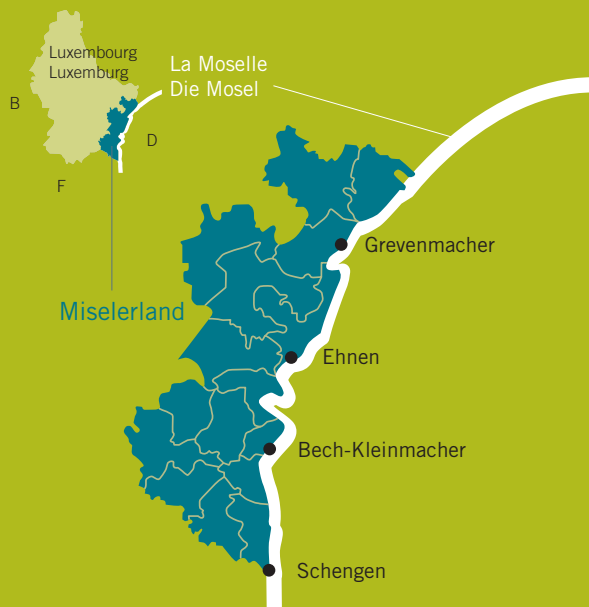 Luxembourg
Luxemburg
La Moselle
Die Mosel
B
D
F
Miselerland
Grevenmacher
Ehnen
Bech-Kleinmacher
Schengen